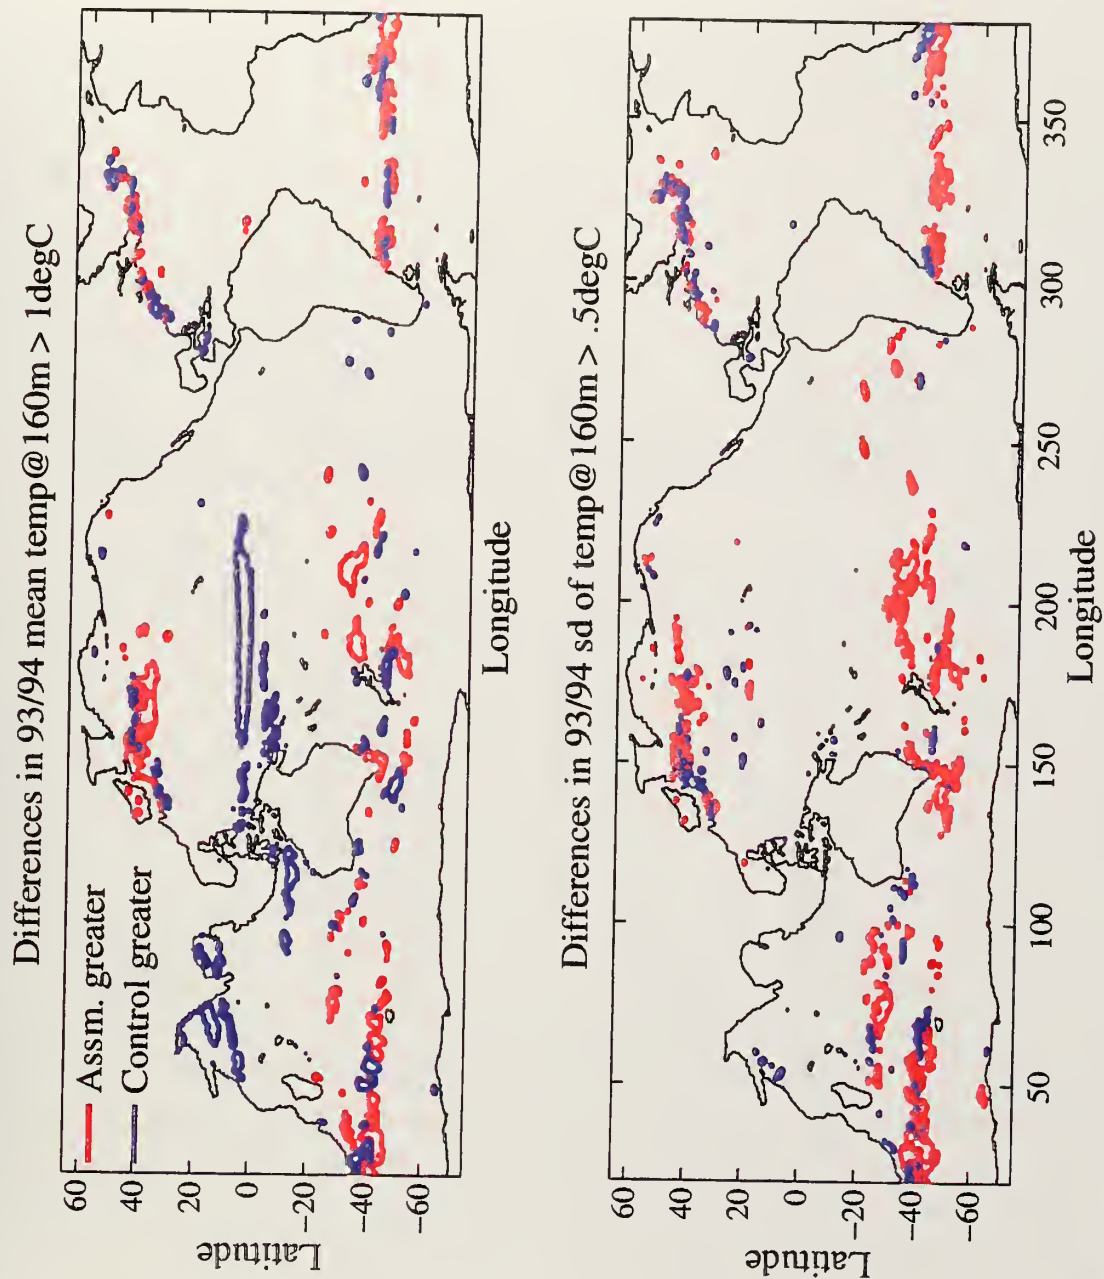 Differences in 93/94 mean temp@160m > 1degC
Assm. greater
Control greater
60
40
20
0
−20
−40
−60
Latitude
Longitude
Differences in 93/94 sd of temp@160m > .5degC
60
40
20
0
−20
−40
−60
Latitude
50
100
150
200
250
300
350
Longitude